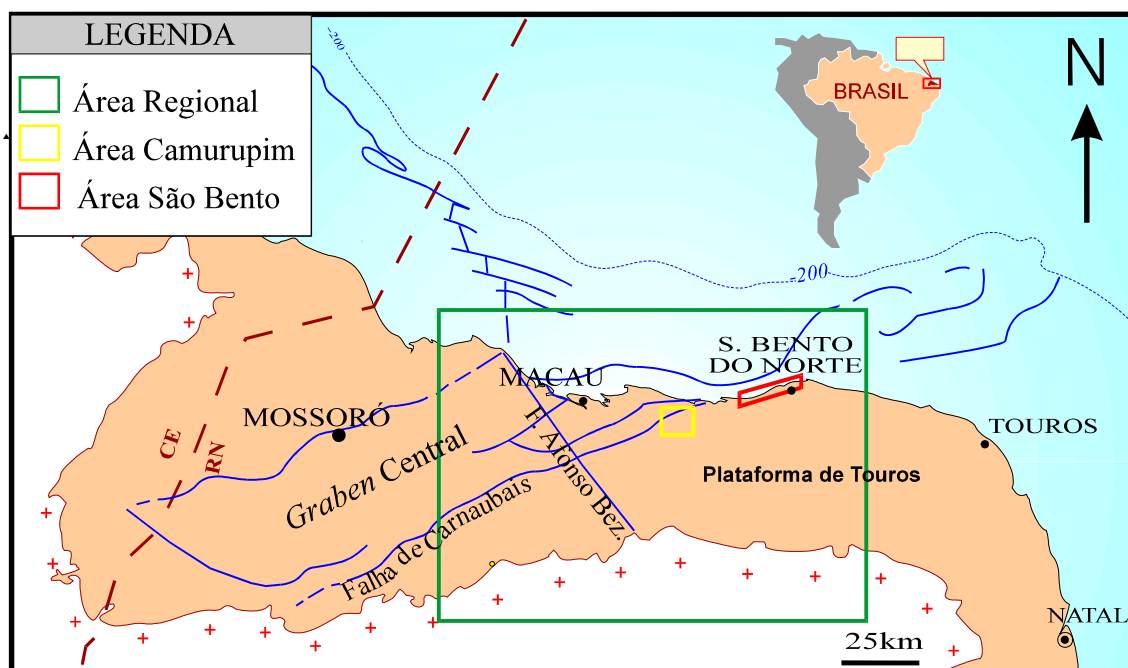 LEGENDA
Área Regional
Área Camurupim
Área São Bento
-200
BRASIL
N
-200
S. BENTO
DO NORTE
MACAU
MOSSORÓ
TOUROS
CE
RN
Graben Central
F. Afonso Bez.
Plataforma de Touros
Falha de Carnaubais
NATAL
25km